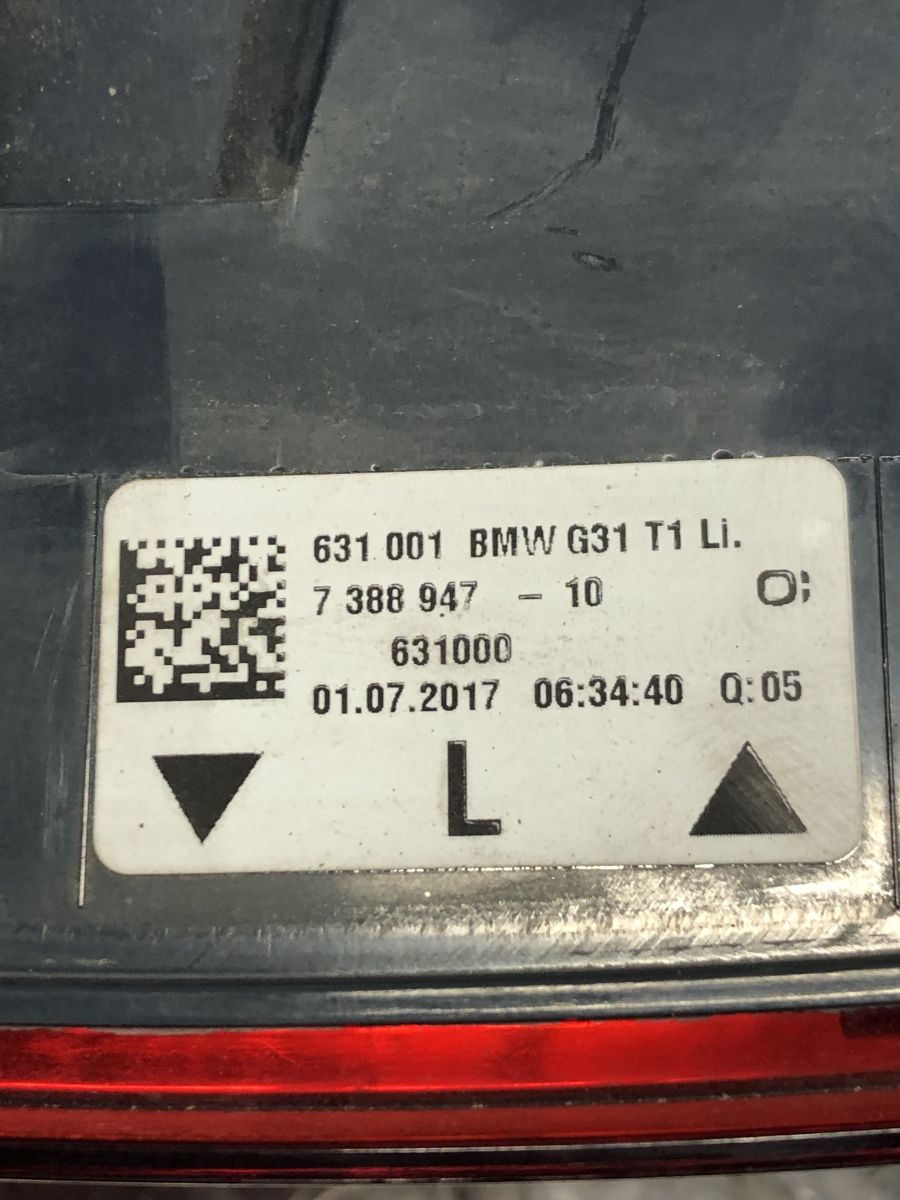 631 001 BMW G31 T1 Li.
7 388 947 - 10 O;
631000
01.07.2017 06:34:40 Q:05
L